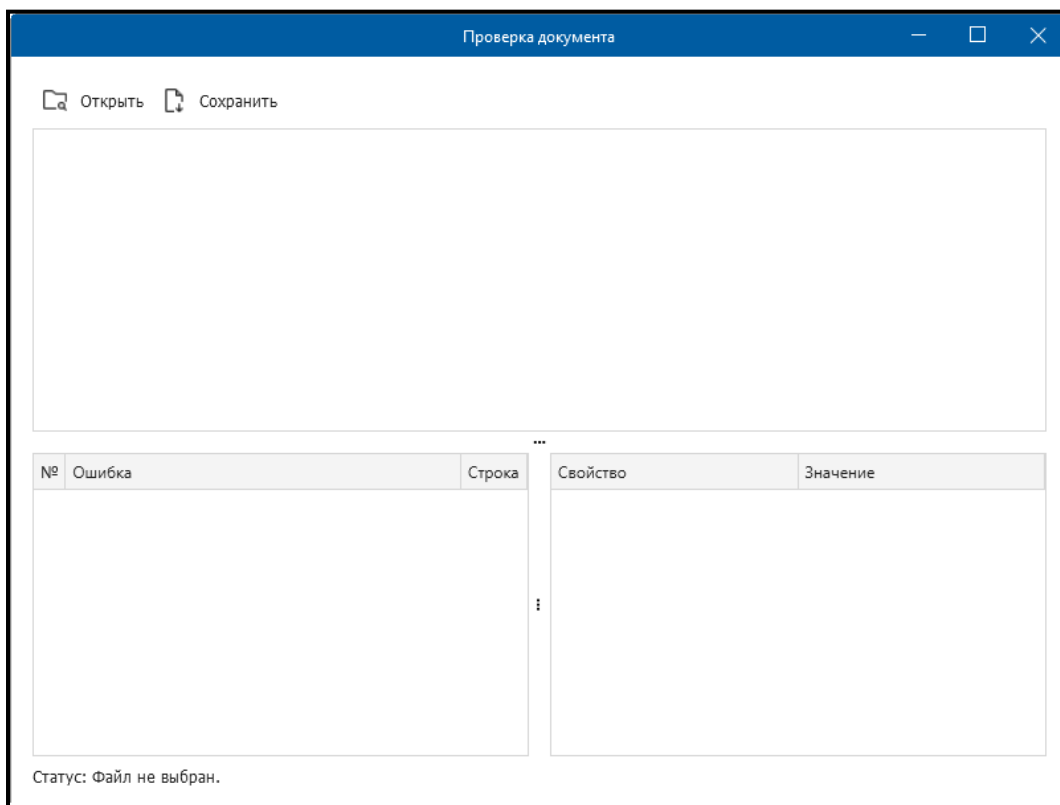 Проверка документа
Открыть Сохранить
№ Ошибка Строка Свойство Значение
Статус: Файл не выбран.